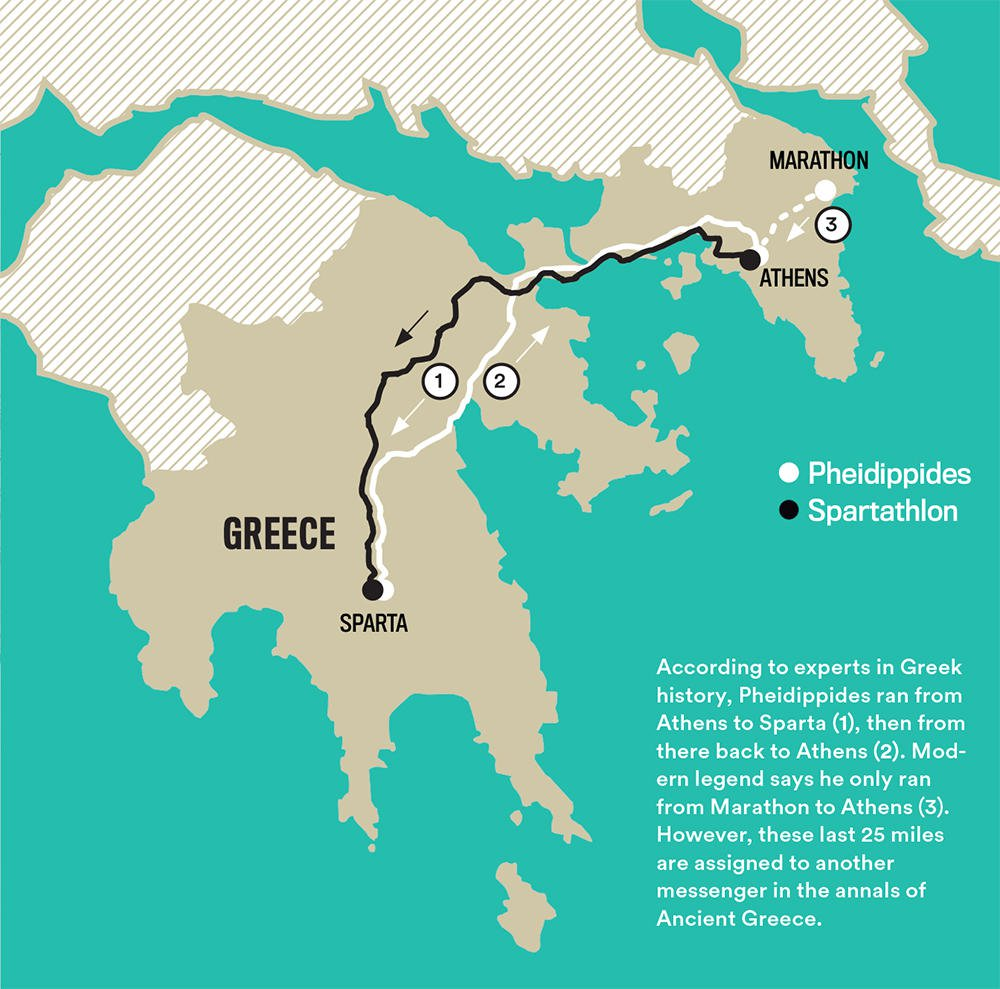 MARATHON
3
ATHENS
1
2
Pheidippides
Spartathlon
GREECE
SPARTA
According to experts in Greek
history, Pheidippides ran from
Athens to Sparta (1), then from
there back to Athens (2). Mod-
ern legend says he only ran
from Marathon to Athens (3).
However, these last 25 miles
are assigned to another
messenger in the annals of
Ancient Greece.